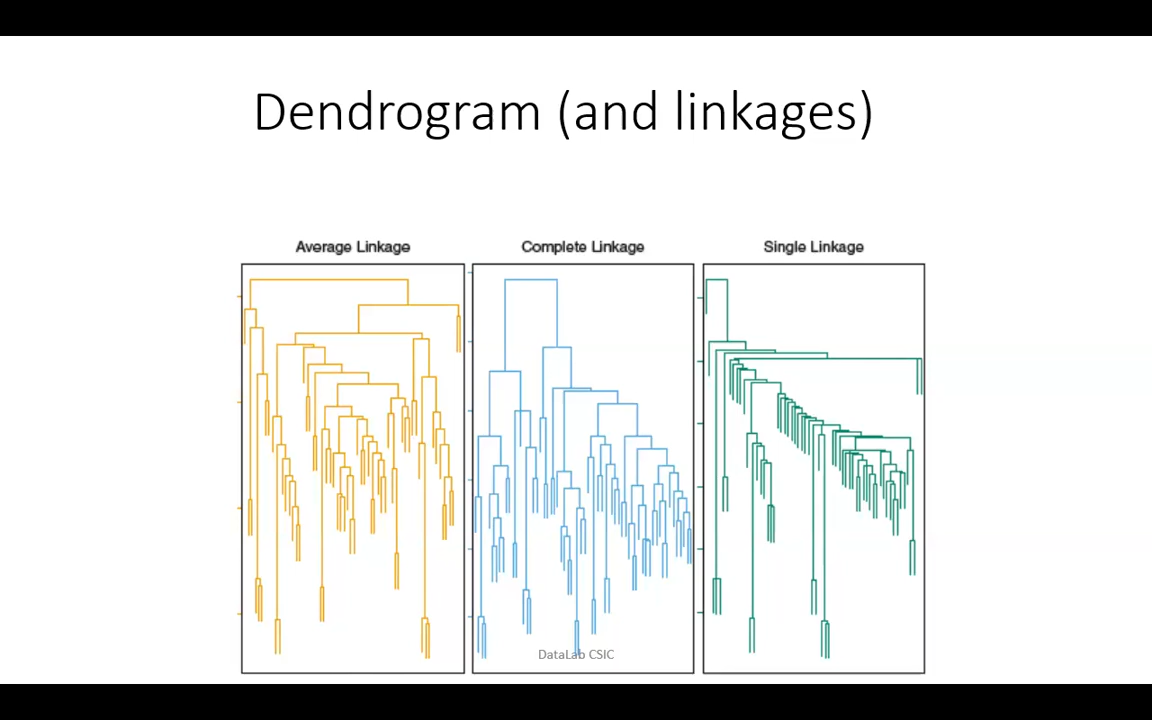 Dendrogram (and linkages)
Average Linkage
Complete Linkage
Single Linkage
DataLab CSIC